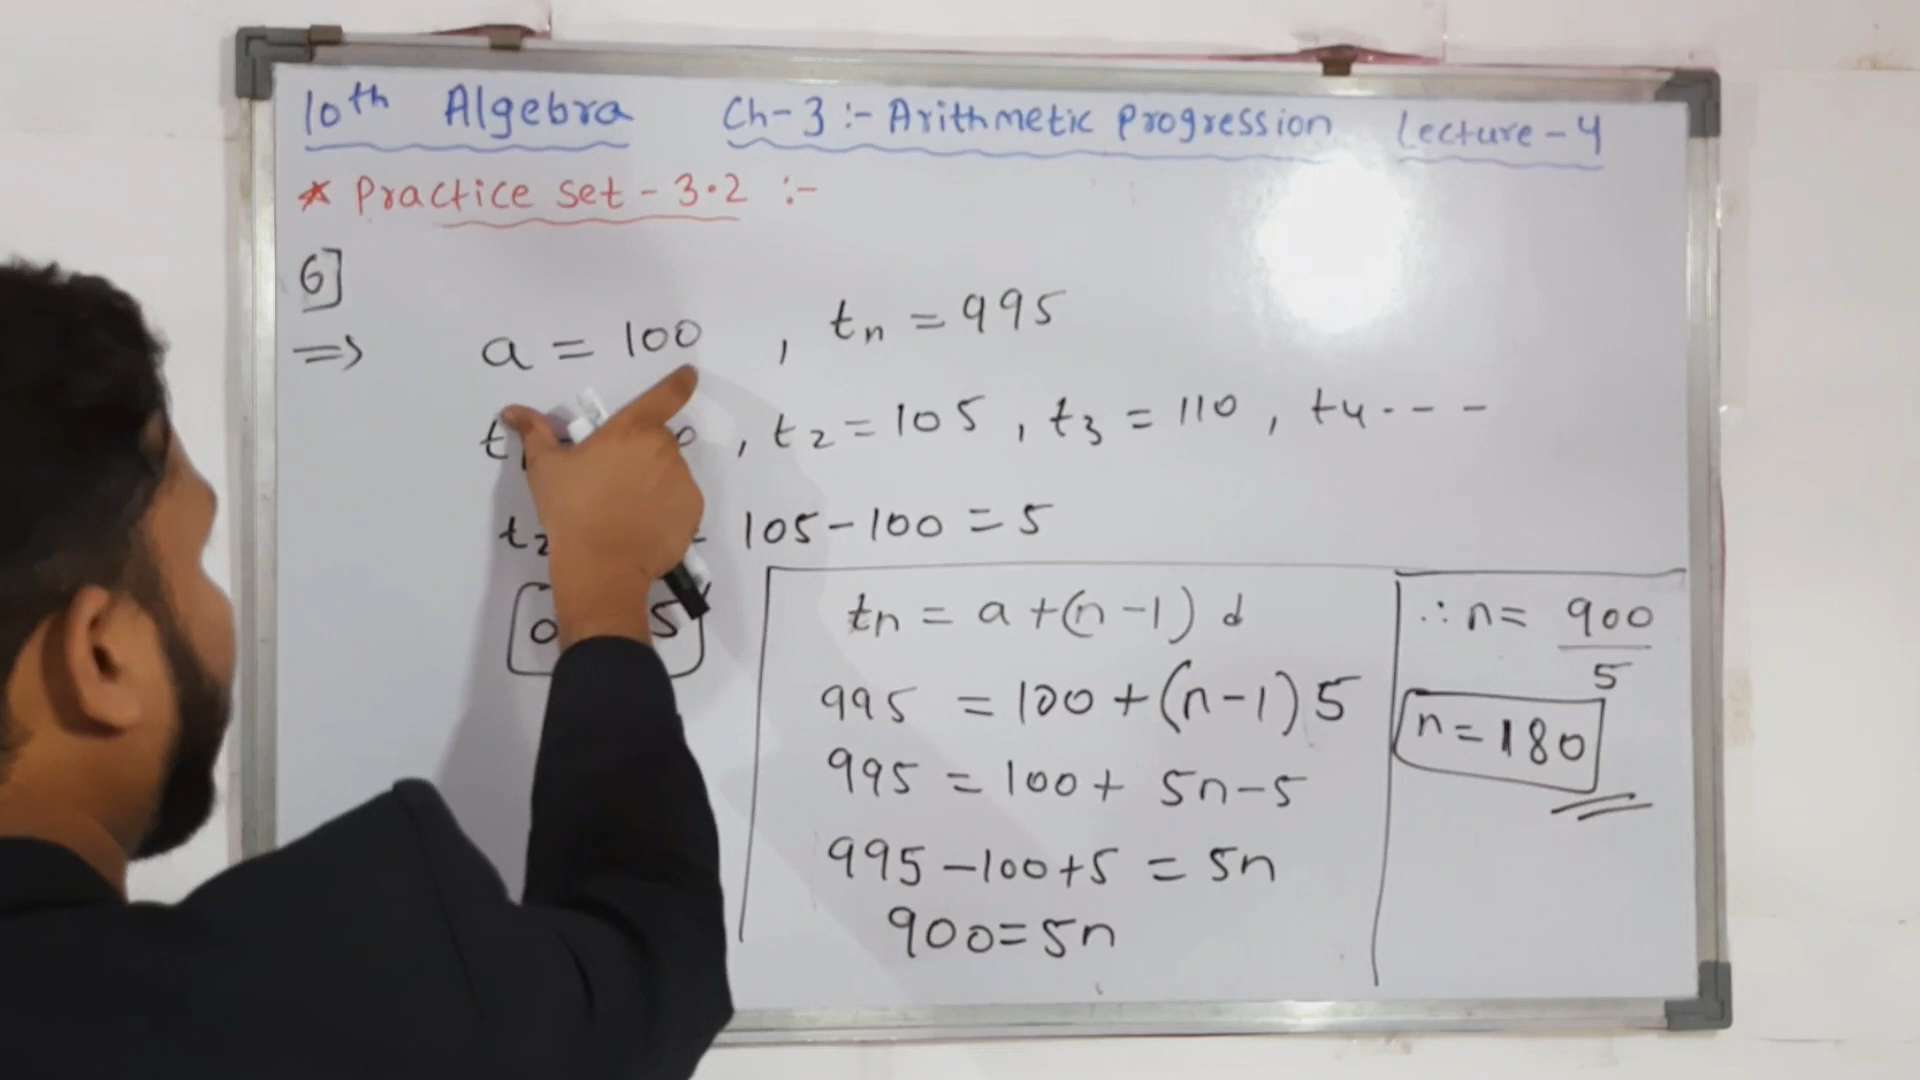 10th Algebra Ch-3 :- Arithmetic Progression Lecture-4
* Practice set - 3.2 :-
6]
=> a = 100 , tn = 995
, t2 = 105 , t3 = 110 , t4 - - -
t2 = 105-100 = 5
5
tn = a +(n-1) d
995 = 100 + (n-1) 5
995 = 100 + 5n-5
995 -100+5 = 5n
900=5n
∴ n= 900/5
n=180